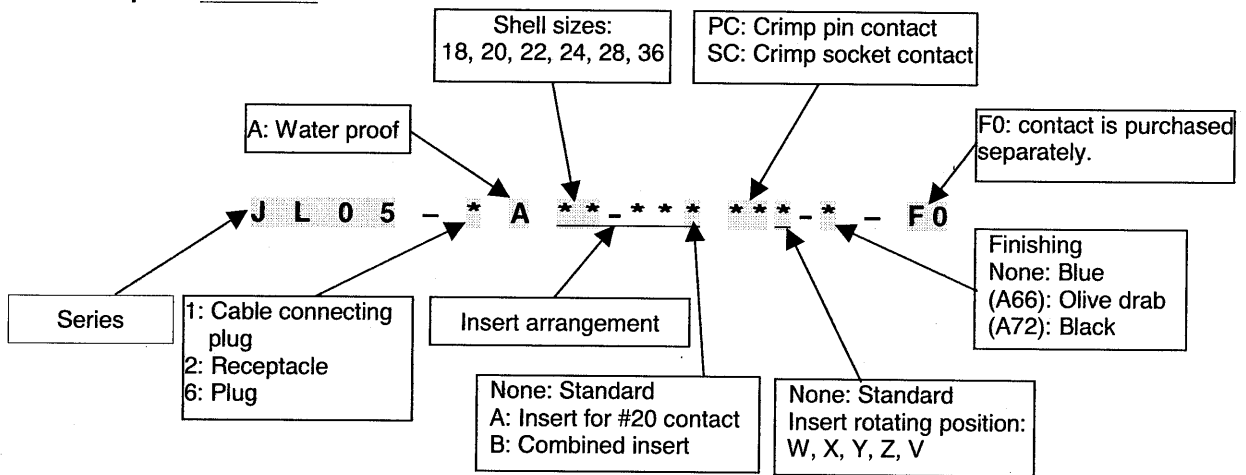 Shell sizes:
18, 20, 22, 24, 28, 36
PC: Crimp pin contact
SC: Crimp socket contact
A: Water proof
F0: contact is purchased
separately.
J L 0 5 – * A * * - * * * * * * - * – F 0
Series
1: Cable connecting
plug
2: Receptacle
6: Plug
Insert arrangement
Finishing
None: Blue
(A66): Olive drab
(A72): Black
None: Standard
A: Insert for #20 contact
B: Combined insert
None: Standard
Insert rotating position:
W, X, Y, Z, V